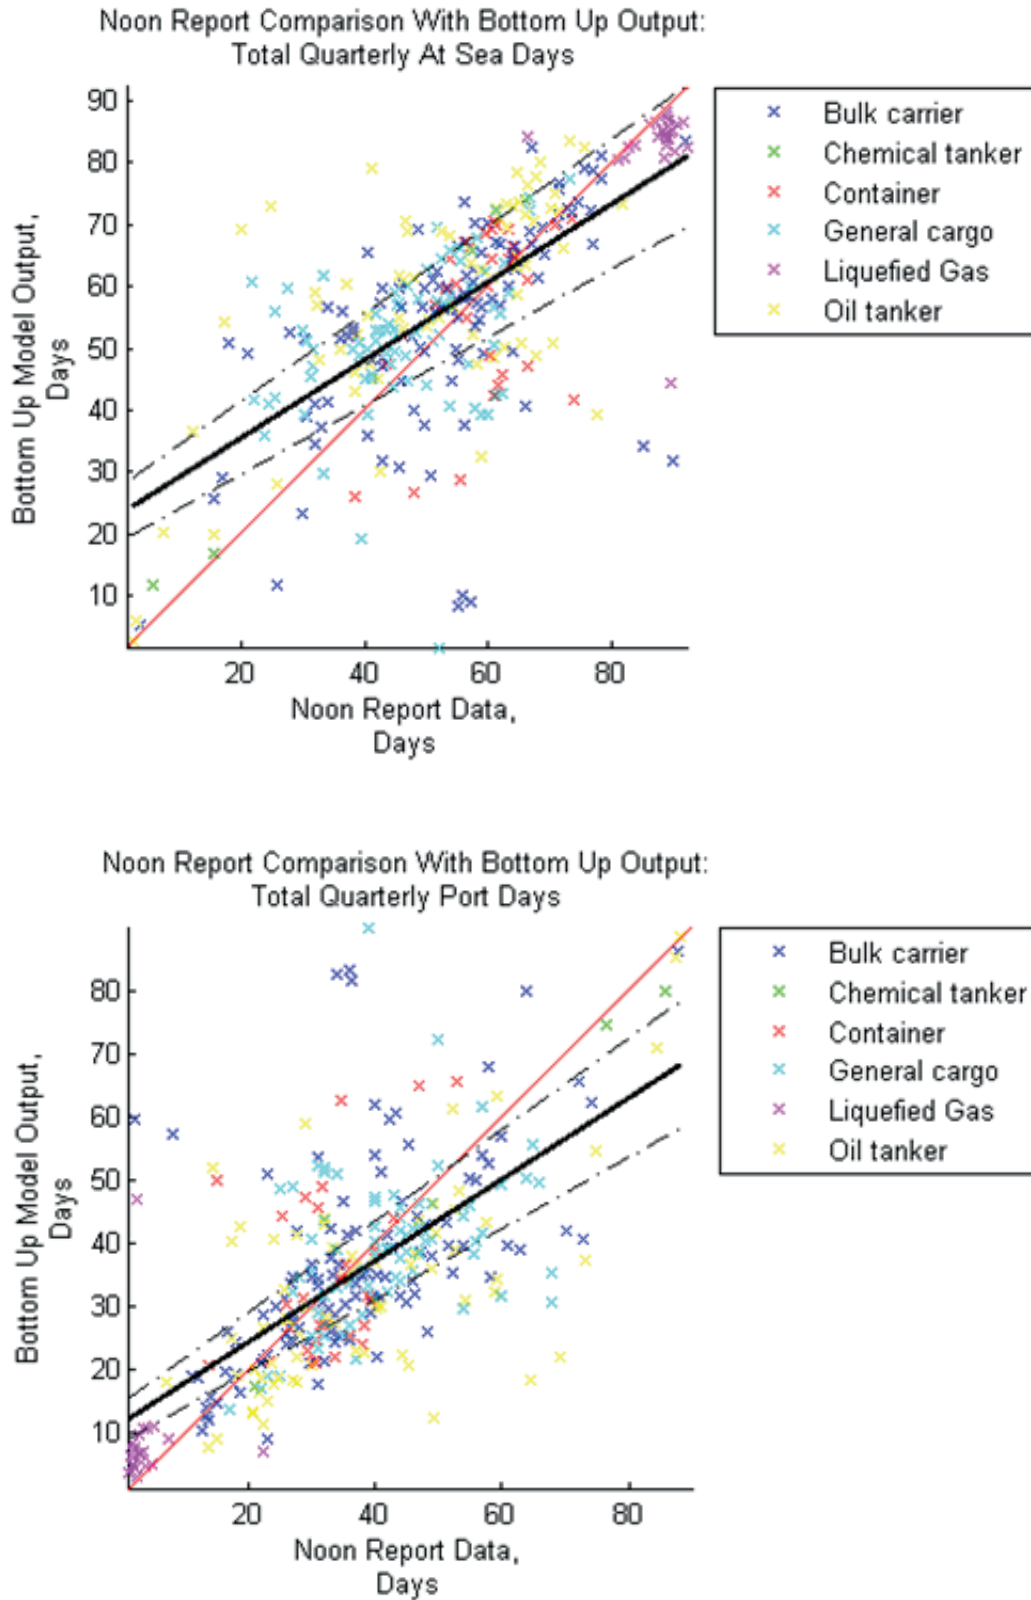 Noon Report Comparison With Bottom Up Output:
Total Quarterly At Sea Days
90
80
70
60
50
40
30
20
10
Bottom Up Model Output,
Days
20 40 60 80
Noon Report Data,
Days
Bulk carrier
Chemical tanker
Container
General cargo
Liquefied Gas
Oil tanker
Noon Report Comparison With Bottom Up Output:
Total Quarterly Port Days
80
70
60
50
40
30
20
10
Bottom Up Model Output,
Days
20 40 60 80
Noon Report Data,
Days
Bulk carrier
Chemical tanker
Container
General cargo
Liquefied Gas
Oil tanker